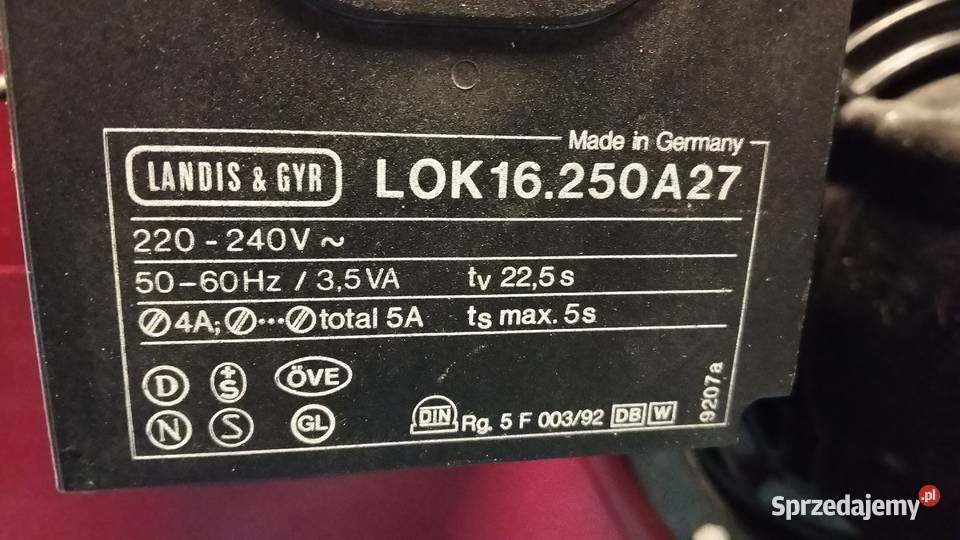 Made in Germany
LANDIS & GYR LOK16.250A27
220 - 240V ~
50-60Hz / 3,5VA tv 22,5s
4A; ··· total 5A ts max. 5s
D +S ÖVE
N S GL DIN Rg. 5 F 003/92 DB W
9207a
Sprzedajemy.pl